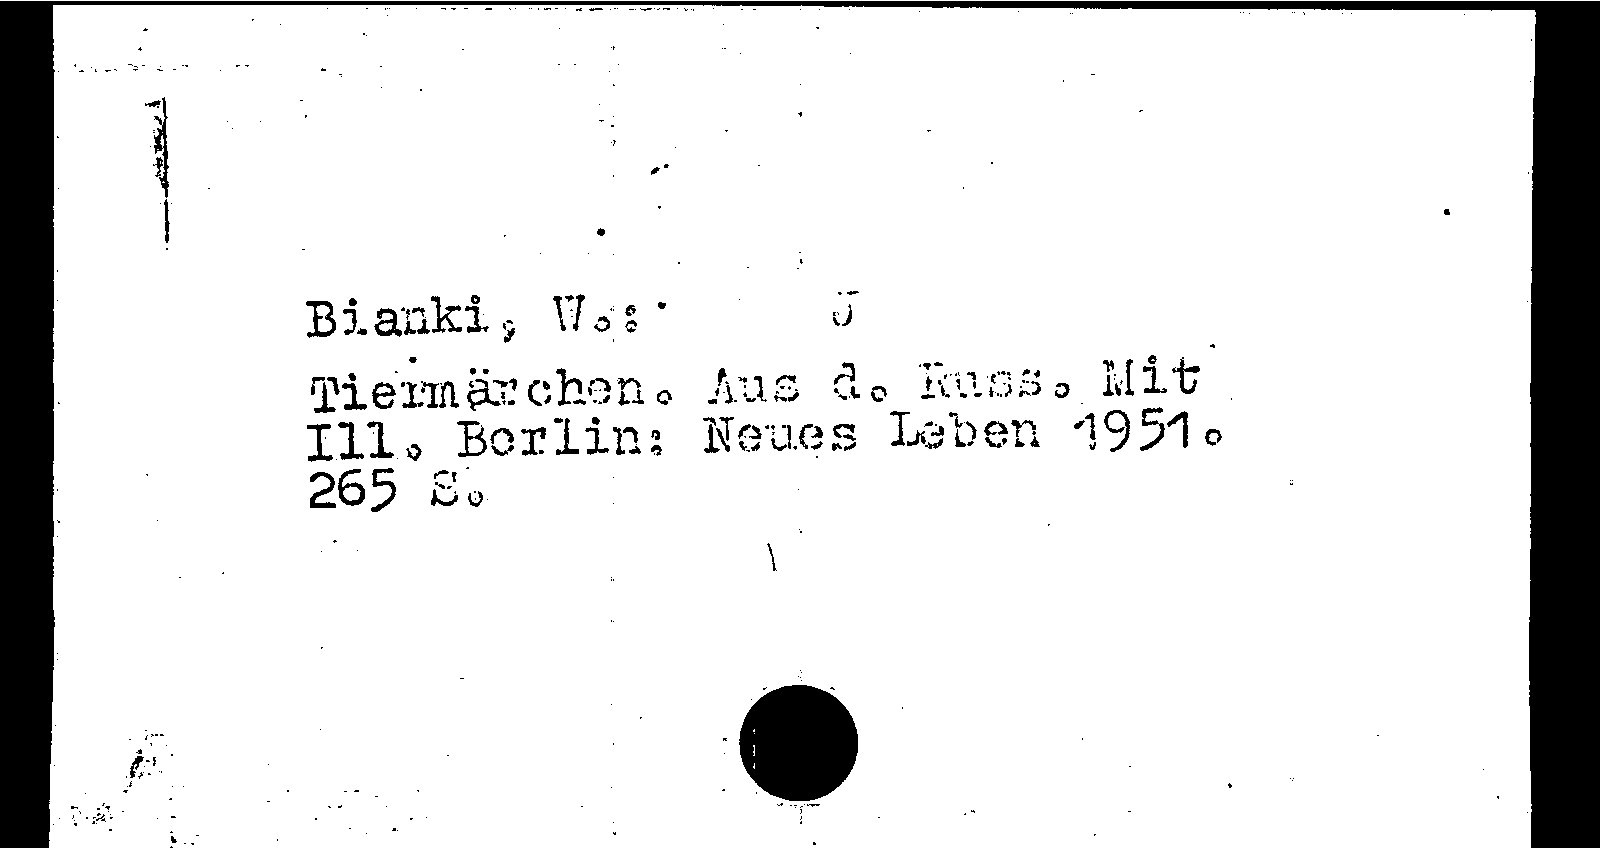 Bianki, W.: J
Tiermärchen. Aus d. Russ. Mit
Ill. Berlin: Neues Leben 1951.
265 S.